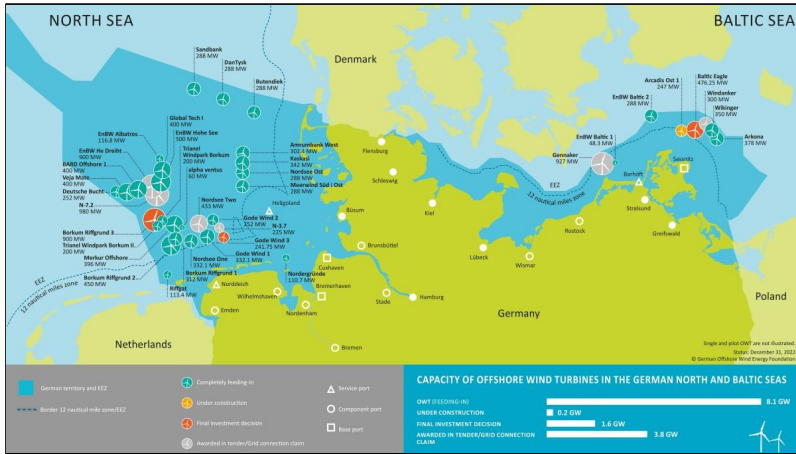 NORTH SEA
BALTIC SEA
Denmark
Sandbank
288 MW
DanTysk
288 MW
Butendiek
288 MW
Global Tech I
400 MW
EnBW Hohe See
500 MW
EnBW Albatros
116.8 MW
Trianel
Windpark Borkum
200 MW
EnBW He Dreiht
900 MW
BARD Offshore 1
400 MW
alpha ventus
60 MW
Veja Mate
400 MW
Deutsche Bucht
252 MW
N-7.2
980 MW
Amrumbank West
302.4 MW
Kaskasi
342 MW
Nordsee Ost
288 MW
Meerwind Süd I Ost
288 MW
Nordsee Two
433 MW
Heligoland
Gode Wind 2
252 MW
N-3.7
225 MW
Gode Wind 3
241.75 MW
Gode Wind 1
332.1 MW
Nordsee One
332.1 MW
Borkum Riffgrund 3
900 MW
Trianel Windpark Borkum II
200 MW
Merkur Offshore
396 MW
Borkum Riffgrund 2
450 MW
Borkum Riffgrund 1
312 MW
Riffgat
113.4 MW
Nordergründe
110.7 MW
EEZ
12 nautical miles zone
Arcadis Ost 1
247 MW
Baltic Eagle
476.25 MW
Windanker
300 MW
Wikinger
350 MW
Arkona
378 MW
EnBW Baltic 2
288 MW
EnBW Baltic 1
48.3 MW
Gennaker
927 MW
EEZ
12 nautical miles zone
Flensburg
Schleswig
Kiel
Büsum
Brunsbüttel
Cuxhaven
Bremerhaven
Stade
Hamburg
Lübeck
Wismar
Rostock
Barhöft
Stralsund
Sassnitz
Greifswald
Norddeich
Emden
Wilhelmshaven
Nordenham
Bremen
Netherlands
Germany
Poland
Single and pilot OWT are not illustrated.
Status: December 31, 2022
© German Offshore Wind Energy Foundation
German territory and EEZ
Border 12 nautical mile zone/EEZ
Completely feeding-in
Under construction
Final investment decision
Awarded in tender/Grid connection claim
Service port
Component port
Base port
CAPACITY OF OFFSHORE WIND TURBINES IN THE GERMAN NORTH AND BALTIC SEAS
OWT (FEEDING-IN) 8.1 GW
UNDER CONSTRUCTION 0.2 GW
FINAL INVESTMENT DECISION 1.6 GW
AWARDED IN TENDER/GRID CONNECTION
CLAIM 3.8 GW